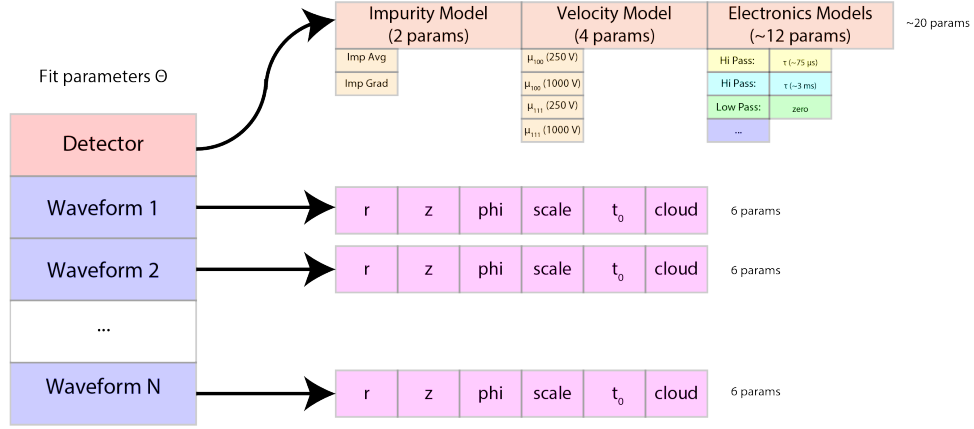 Impurity Model
(2 params)
Velocity Model
(4 params)
Electronics Models
(~12 params)
~20 params
Imp Avg
Imp Grad
μ100 (250 V)
μ100 (1000 V)
μ111 (250 V)
μ111 (1000 V)
Hi Pass:
τ (~75 μs)
Hi Pass:
τ (~3 ms)
Low Pass:
zero
...
Fit parameters Θ
Detector
Waveform 1
r
z
phi
scale
t0
cloud
6 params
Waveform 2
r
z
phi
scale
t0
cloud
6 params
...
Waveform N
r
z
phi
scale
t0
cloud
6 params